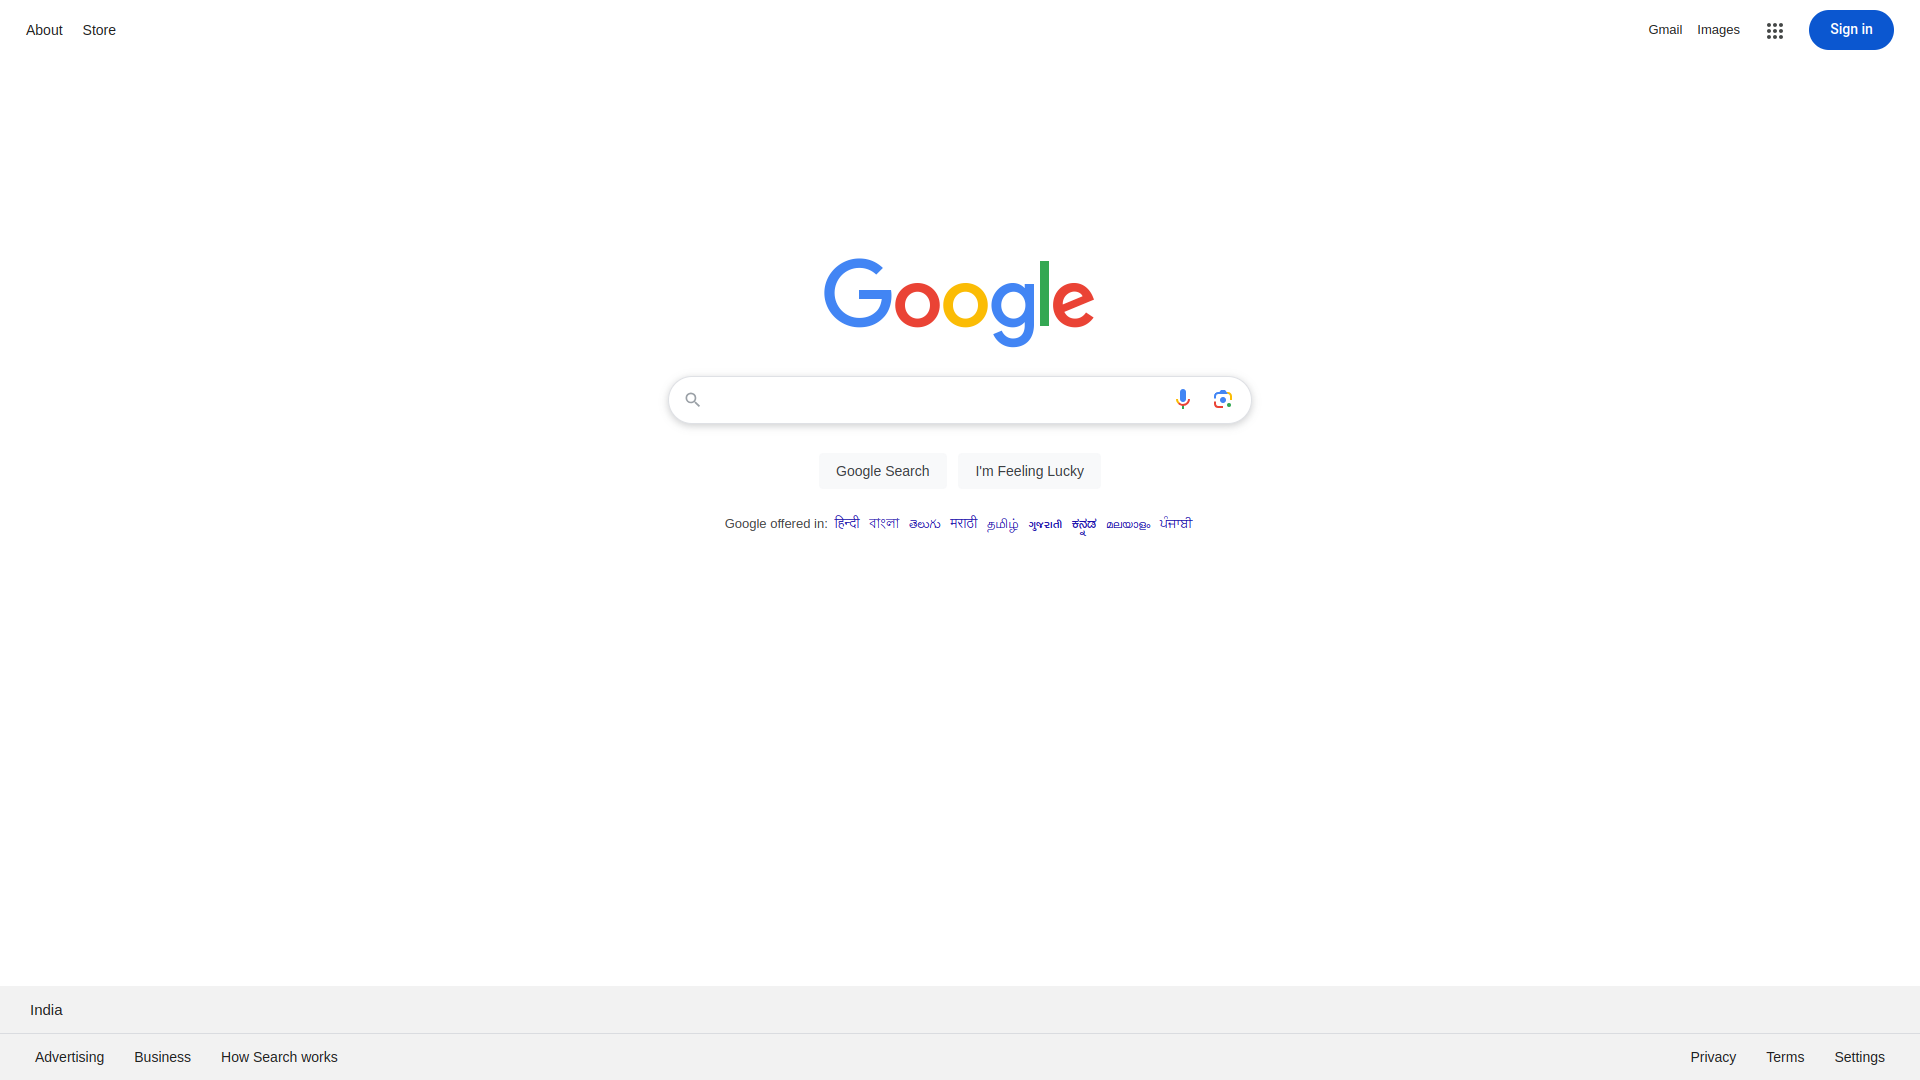 About Store
Gmail Images Sign in
Google
Google Search I'm Feeling Lucky
Google offered in: हिन्दी বাংলা తెలుగు मराठी தமிழ் ગુજરાતી ಕನ್ನಡ മലയാളം ਪੰਜਾਬੀ
India
Advertising Business How Search works
Privacy Terms Settings